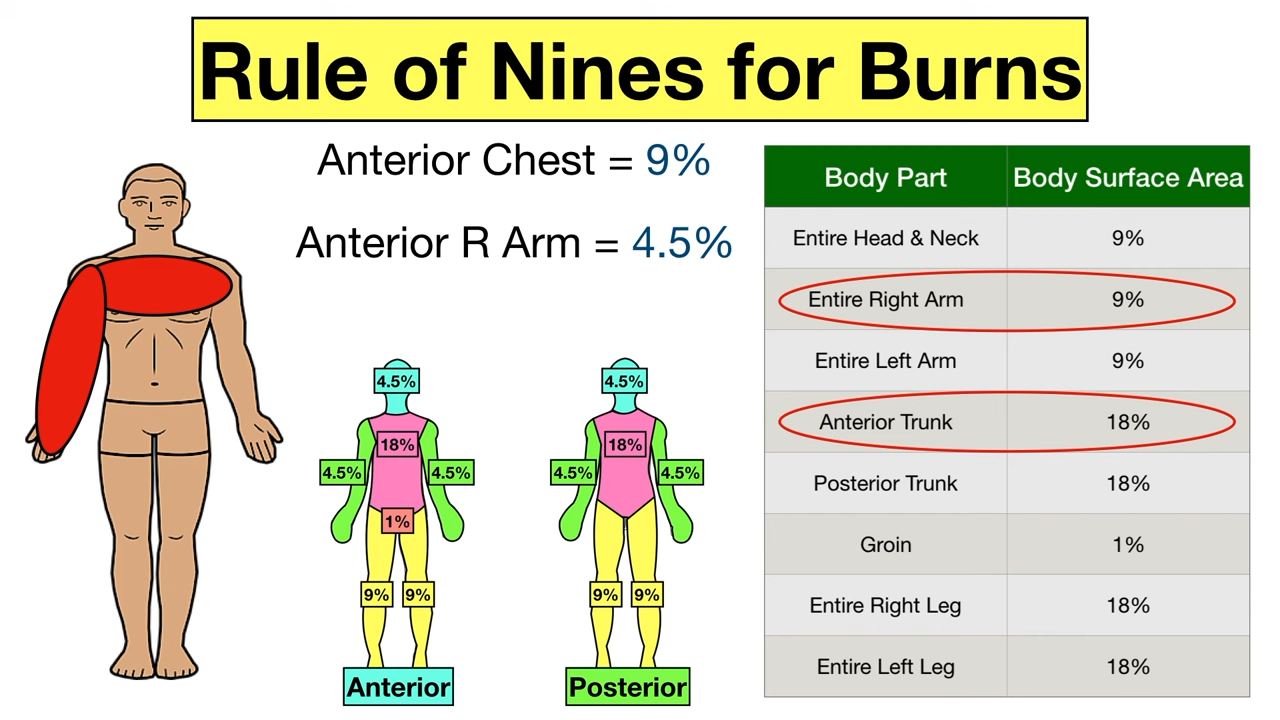 Rule of Nines for Burns
Anterior Chest = 9%
Anterior R Arm = 4.5%
4.5%
18%
4.5%
4.5%
1%
9%
9%
Anterior
4.5%
18%
4.5%
4.5%
9%
9%
Posterior
Body Part Body Surface Area
Entire Head & Neck 9%
Entire Right Arm 9%
Entire Left Arm 9%
Anterior Trunk 18%
Posterior Trunk 18%
Groin 1%
Entire Right Leg 18%
Entire Left Leg 18%